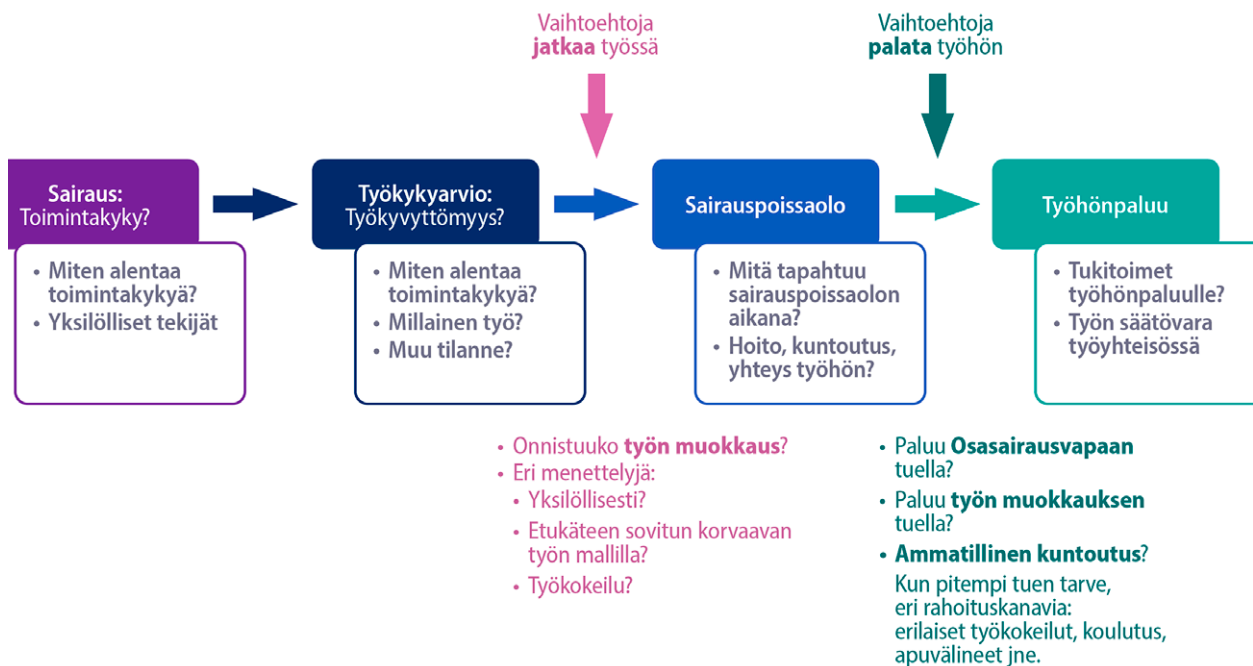 Vaihtoehtoja
jatkaa työssä
Vaihtoehtoja
palata työhön
Sairaus:
Toimintakyky?
Työkykyarvio:
Työkyvyttömyys?
Sairauspoissaolo
Työhönpaluu
• Miten alentaa
toimintakykyä?
• Yksilölliset tekijät
• Miten alentaa
toimintakykyä?
• Millainen työ?
• Muu tilanne?
• Mitä tapahtuu
sairauspoissaolon
aikana?
• Hoito, kuntoutus,
yhteys työhön?
• Tukitoimet
työhönpaluulle?
• Työn säätövara
työyhteisössä
• Onnistuuko työn muokkaus?
• Eri menettelyjä:
• Yksilöllisesti?
• Etukäteen sovitun korvaavan
työn mallilla?
• Työkokeilu?
• Paluu Osasairausvapaan
tuella?
• Paluu työn muokkauksen
tuella?
• Ammatillinen kuntoutus?
Kun pitempi tuen tarve,
eri rahoituskanavia:
erilaiset työkokeilut, koulutus,
apuvälineet jne.